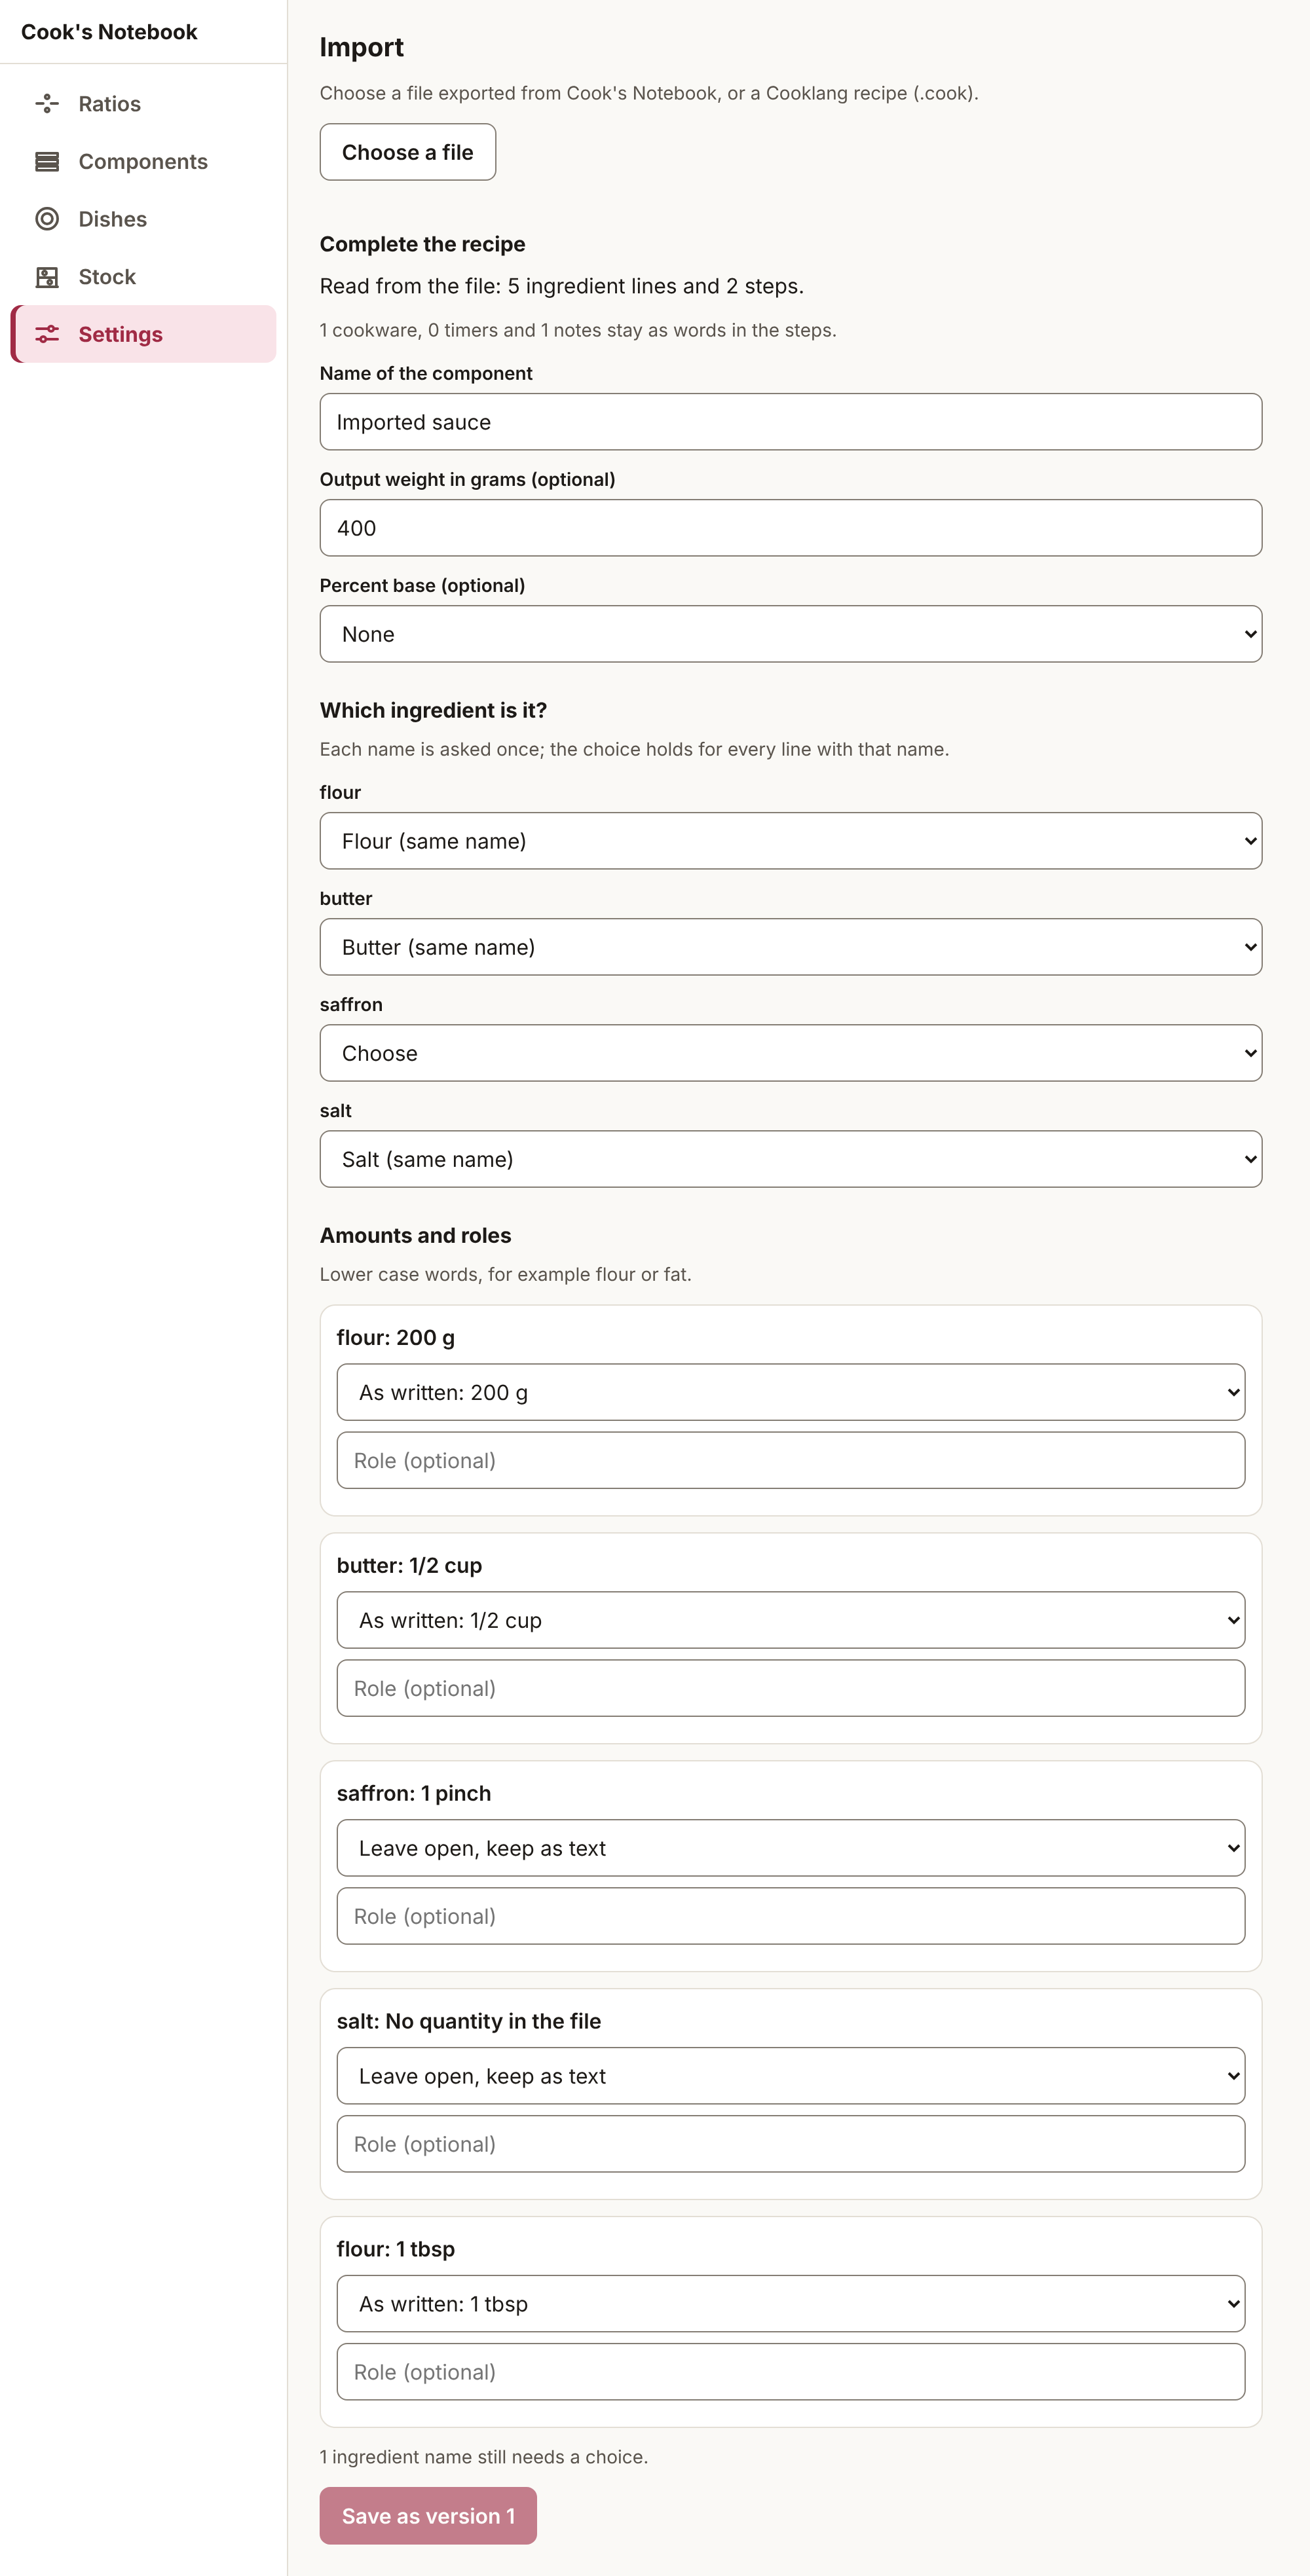 Cook's Notebook
Ratios
Components
Dishes
Stock
Settings
Import
Choose a file exported from Cook's Notebook, or a Cooklang recipe (.cook).
Choose a file
Complete the recipe
Read from the file: 5 ingredient lines and 2 steps.
1 cookware, 0 timers and 1 notes stay as words in the steps.
Name of the component
Imported sauce
Output weight in grams (optional)
400
Percent base (optional)
None
Which ingredient is it?
Each name is asked once; the choice holds for every line with that name.
flour
Flour (same name)
butter
Butter (same name)
saffron
Choose
salt
Salt (same name)
Amounts and roles
Lower case words, for example flour or fat.
flour: 200 g
As written: 200 g
Role (optional)
butter: 1/2 cup
As written: 1/2 cup
Role (optional)
saffron: 1 pinch
Leave open, keep as text
Role (optional)
salt: No quantity in the file
Leave open, keep as text
Role (optional)
flour: 1 tbsp
As written: 1 tbsp
Role (optional)
1 ingredient name still needs a choice.
Save as version 1